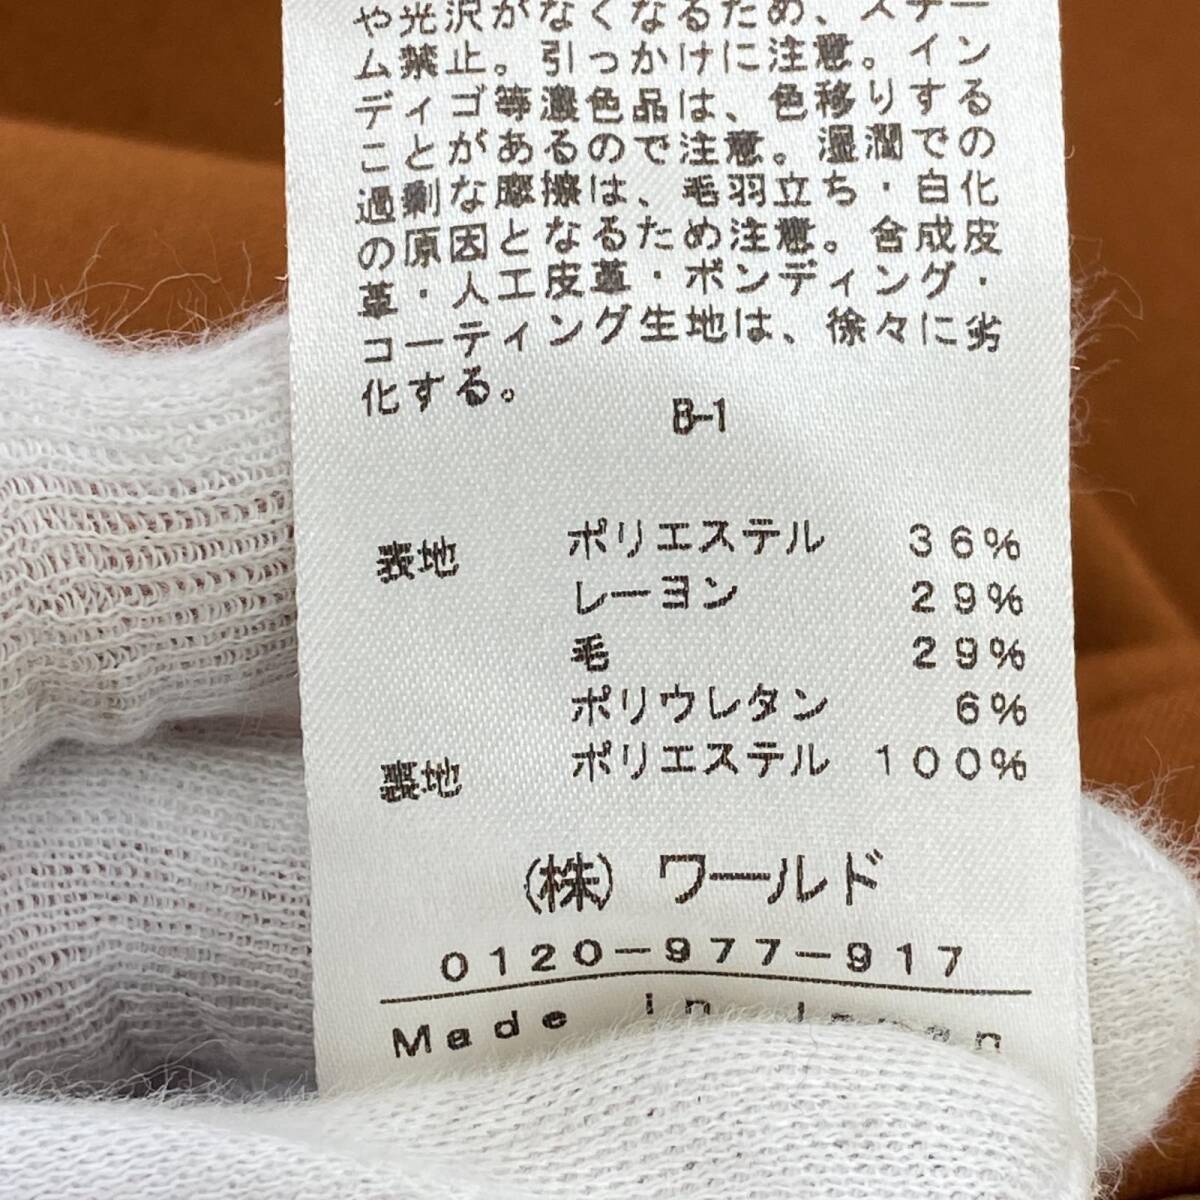 や光沢がなくなるため、スチー
ム禁止。引っかけに注意。イン
ディゴ等濃色品は、色移りする
ことがあるので注意。湿潤での
過剰な摩擦は、毛羽立ち・白化
の原因となるため注意。合成皮
革・人工皮革・ボンディング・
コーティング生地は、徐々に劣
化する。
B-1
表地 ポリエステル 36%
レーヨン 29%
毛 29%
ポリウレタン 6%
裏地 ポリエステル 100%
(株) ワールド
0120-977-917
Made in Japan